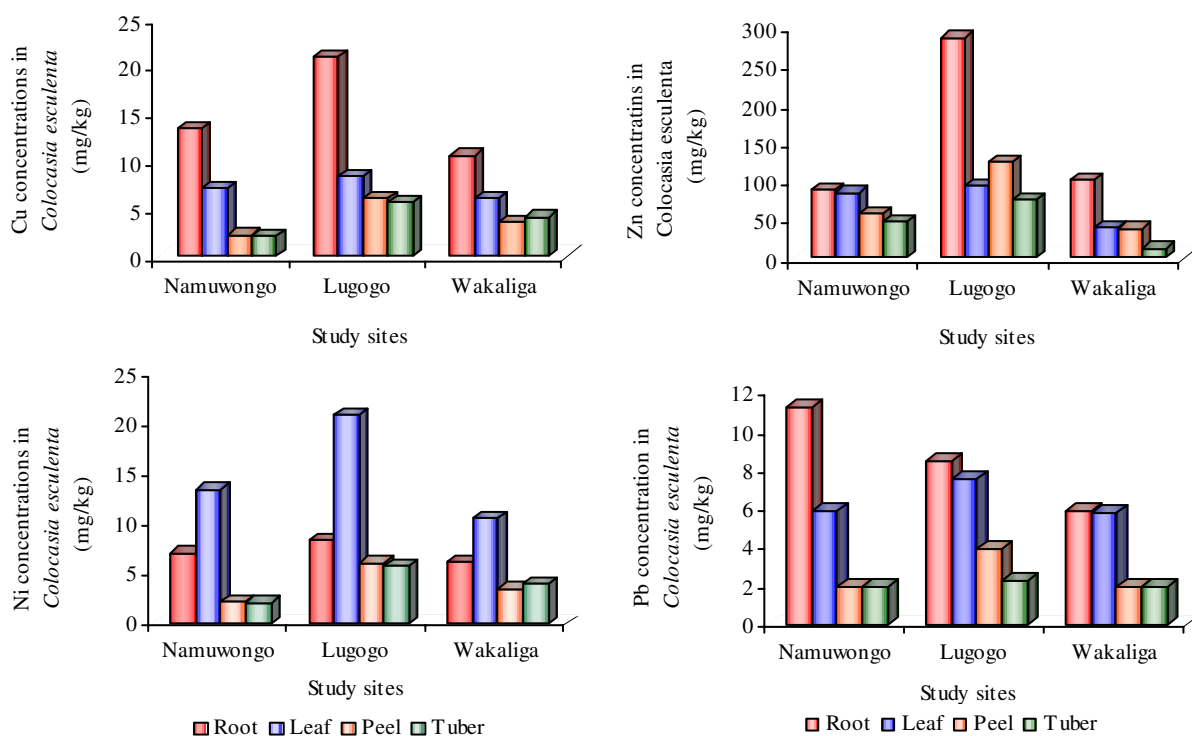 Cu concentrations in
Colocasia esculenta
(mg/kg)
25
20
15
10
5
0
Namuwongo Lugogo Wakaliga
Study sites
Zn concentratins in
Colocasia esculenta
(mg/kg)
300
250
200
150
100
50
0
Namuwongo Lugogo Wakaliga
Study sites
Ni concentrations in
Colocasia esculenta
(mg/kg)
25
20
15
10
5
0
Namuwongo Lugogo Wakaliga
Study sites
Root Leaf Peel Tuber
Pb concentration in
Colocasia esculenta
(mg/kg)
12
10
8
6
4
2
0
Namuwongo Lugogo Wakaliga
Study sites
Root Leaf Peel Tuber